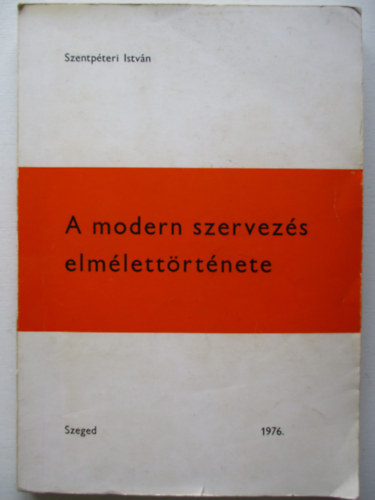 Szentpéteri István
A modern szervezés
elmélettörténete
Szeged 1976.